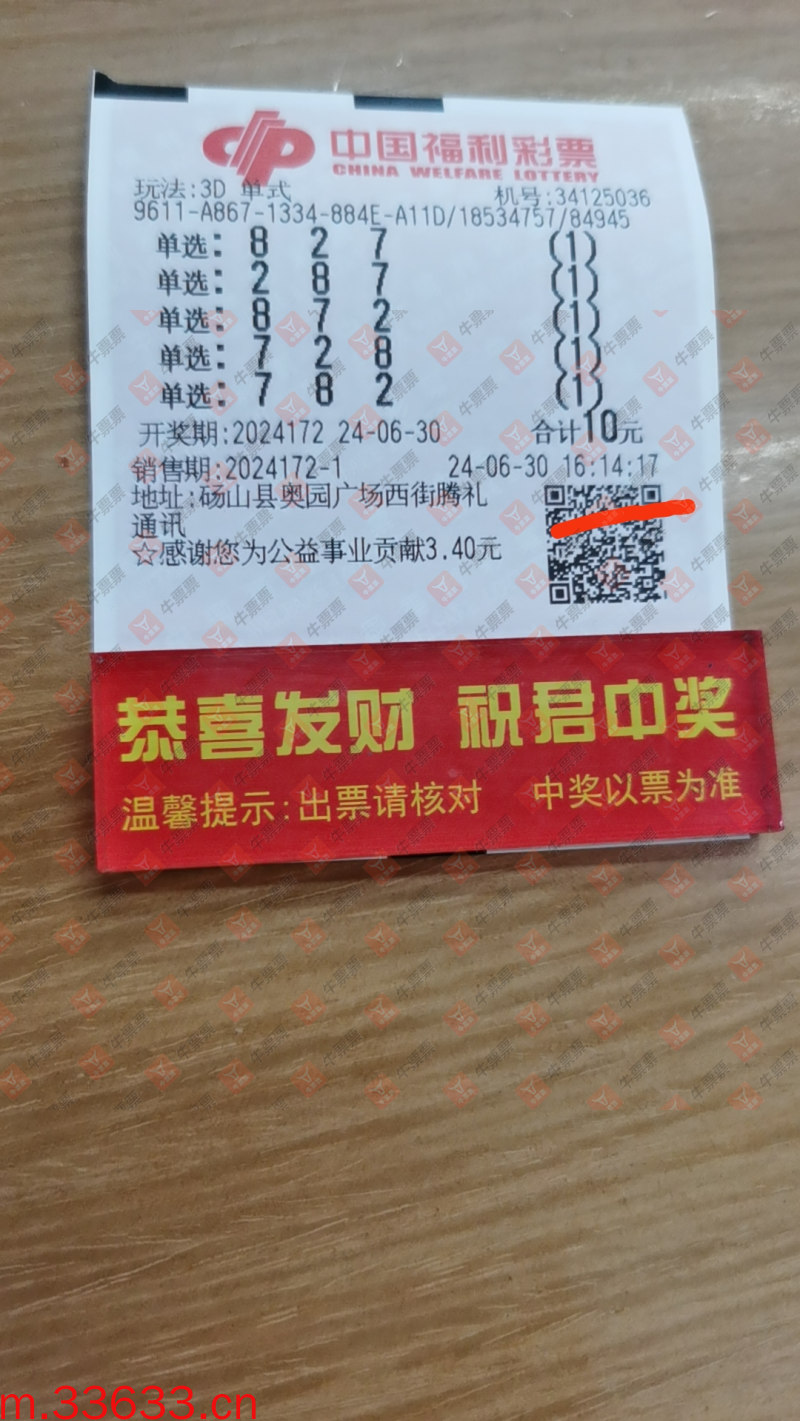 中国福利彩票
CHINA WELFARE LOTTERY
玩法:3D 单式 机号:34125036
9611-A867-1334-884E-A11D/18534757/84945
单选: 8 2 7 (1)
单选: 2 8 7 (1)
单选: 8 7 2 (1)
单选: 7 2 8 (1)
单选: 7 8 2 (1)
开奖期:2024172 24-06-30 合计10元
销售期:2024172-1 24-06-30 16:14:17
地址:砀山县奥园广场西街腾礼
通讯
☆感谢您为公益事业贡献3.40元
恭喜发财 祝君中奖
温馨提示:出票请核对 中奖以票为准
牛票票
m.33633.cn